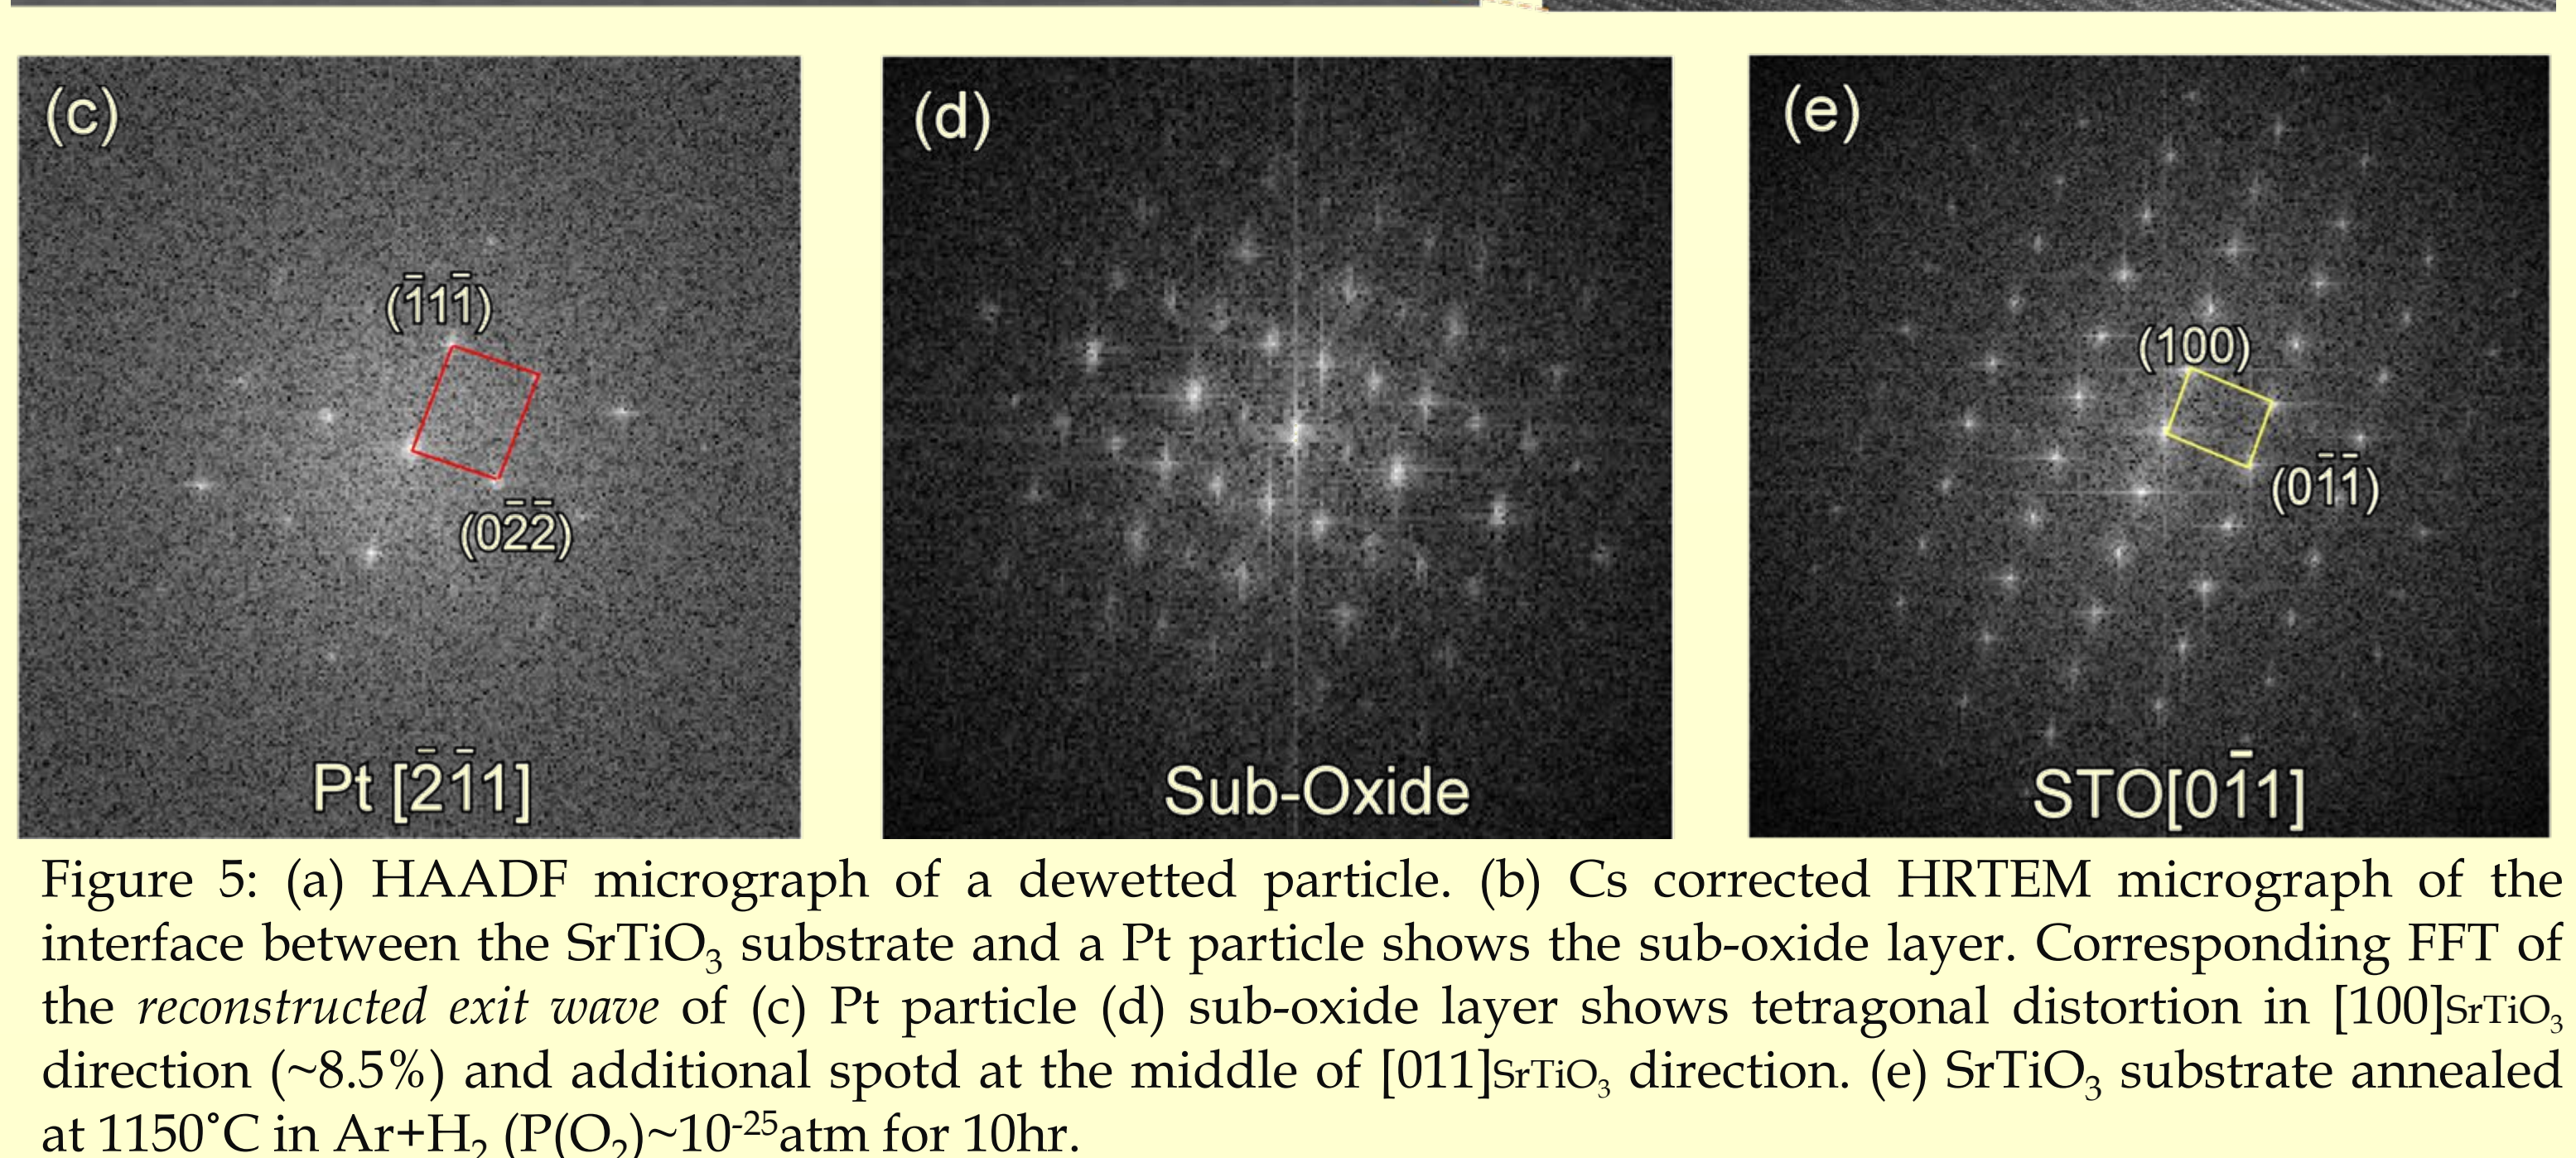 (c)
(1̄11̄)
(02̄2̄)
Pt [2̄1̄1]
(d)
Sub-Oxide
(e)
(100)
(01̄1̄)
STO[01̄1]
Figure 5: (a) HAADF micrograph of a dewetted particle. (b) Cs corrected HRTEM micrograph of the
interface between the SrTiO₃ substrate and a Pt particle shows the sub-oxide layer. Corresponding FFT of
the reconstructed exit wave of (c) Pt particle (d) sub-oxide layer shows tetragonal distortion in [100]SrTiO₃
direction (~8.5%) and additional spotd at the middle of [011]SrTiO₃ direction. (e) SrTiO₃ substrate annealed
at 1150˚C in Ar+H₂ (P(O₂)~10⁻²⁵atm for 10hr.